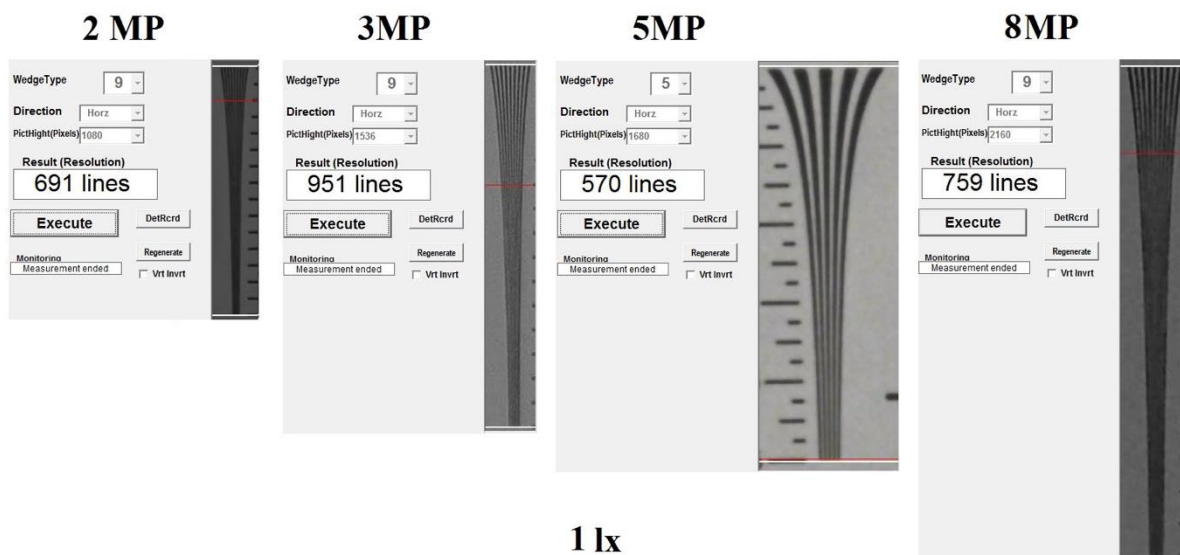 2 MP
WedgeType 9
Direction Horz
PictHight(Pixels) 1080
Result (Resolution)
691 lines
Execute
DetRcrd
Regenerate
Monitoring
Measurement ended
Vrt Invrt
3MP
WedgeType 9
Direction Horz
PictHight(Pixels) 1536
Result (Resolution)
951 lines
Execute
DetRcrd
Regenerate
Monitoring
Measurement ended
Vrt Invrt
5MP
WedgeType 5
Direction Horz
PictHight(Pixels) 1680
Result (Resolution)
570 lines
Execute
DetRcrd
Regenerate
Monitoring
Measurement ended
Vrt Invrt
8MP
WedgeType 9
Direction Horz
PictHight(Pixels) 2160
Result (Resolution)
759 lines
Execute
DetRcrd
Regenerate
Monitoring
Measurement ended
Vrt Invrt
1 lx